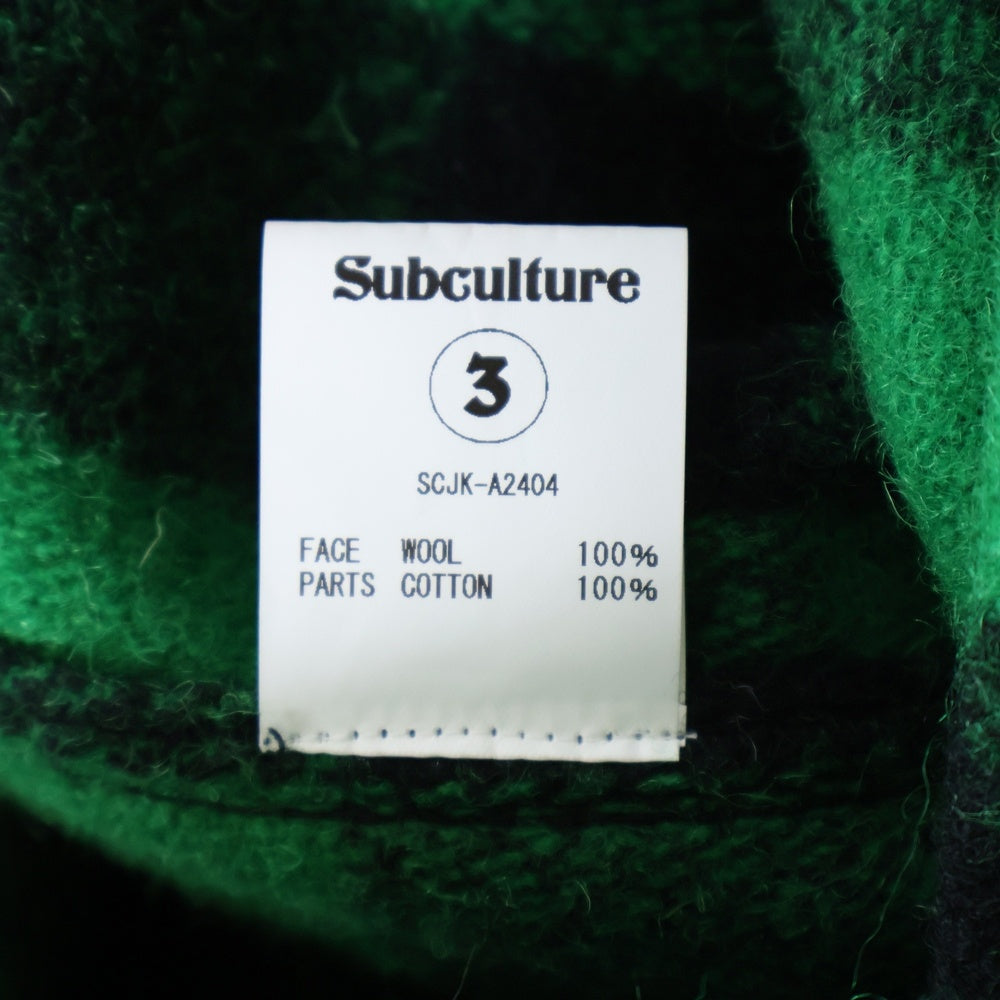 Subculture
3
SCJK-A2404
FACE WOOL 100%
PARTS COTTON 100%